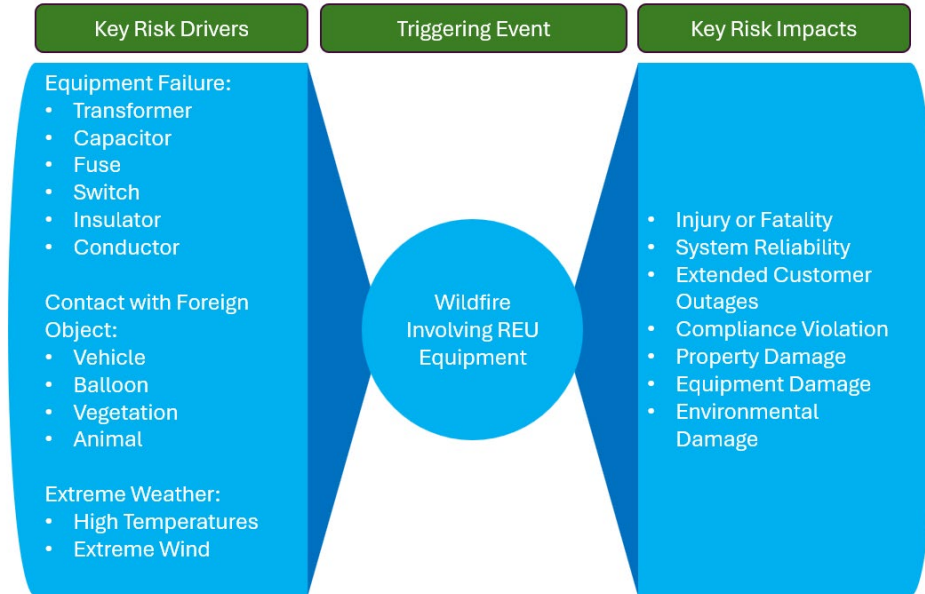 Key Risk Drivers
Triggering Event
Key Risk Impacts
Equipment Failure:
• Transformer
• Capacitor
• Fuse
• Switch
• Insulator
• Conductor
Contact with Foreign
Object:
• Vehicle
• Balloon
• Vegetation
• Animal
Extreme Weather:
• High Temperatures
• Extreme Wind
Wildfire
Involving REU
Equipment
• Injury or Fatality
• System Reliability
• Extended Customer
Outages
• Compliance Violation
• Property Damage
• Equipment Damage
• Environmental
Damage